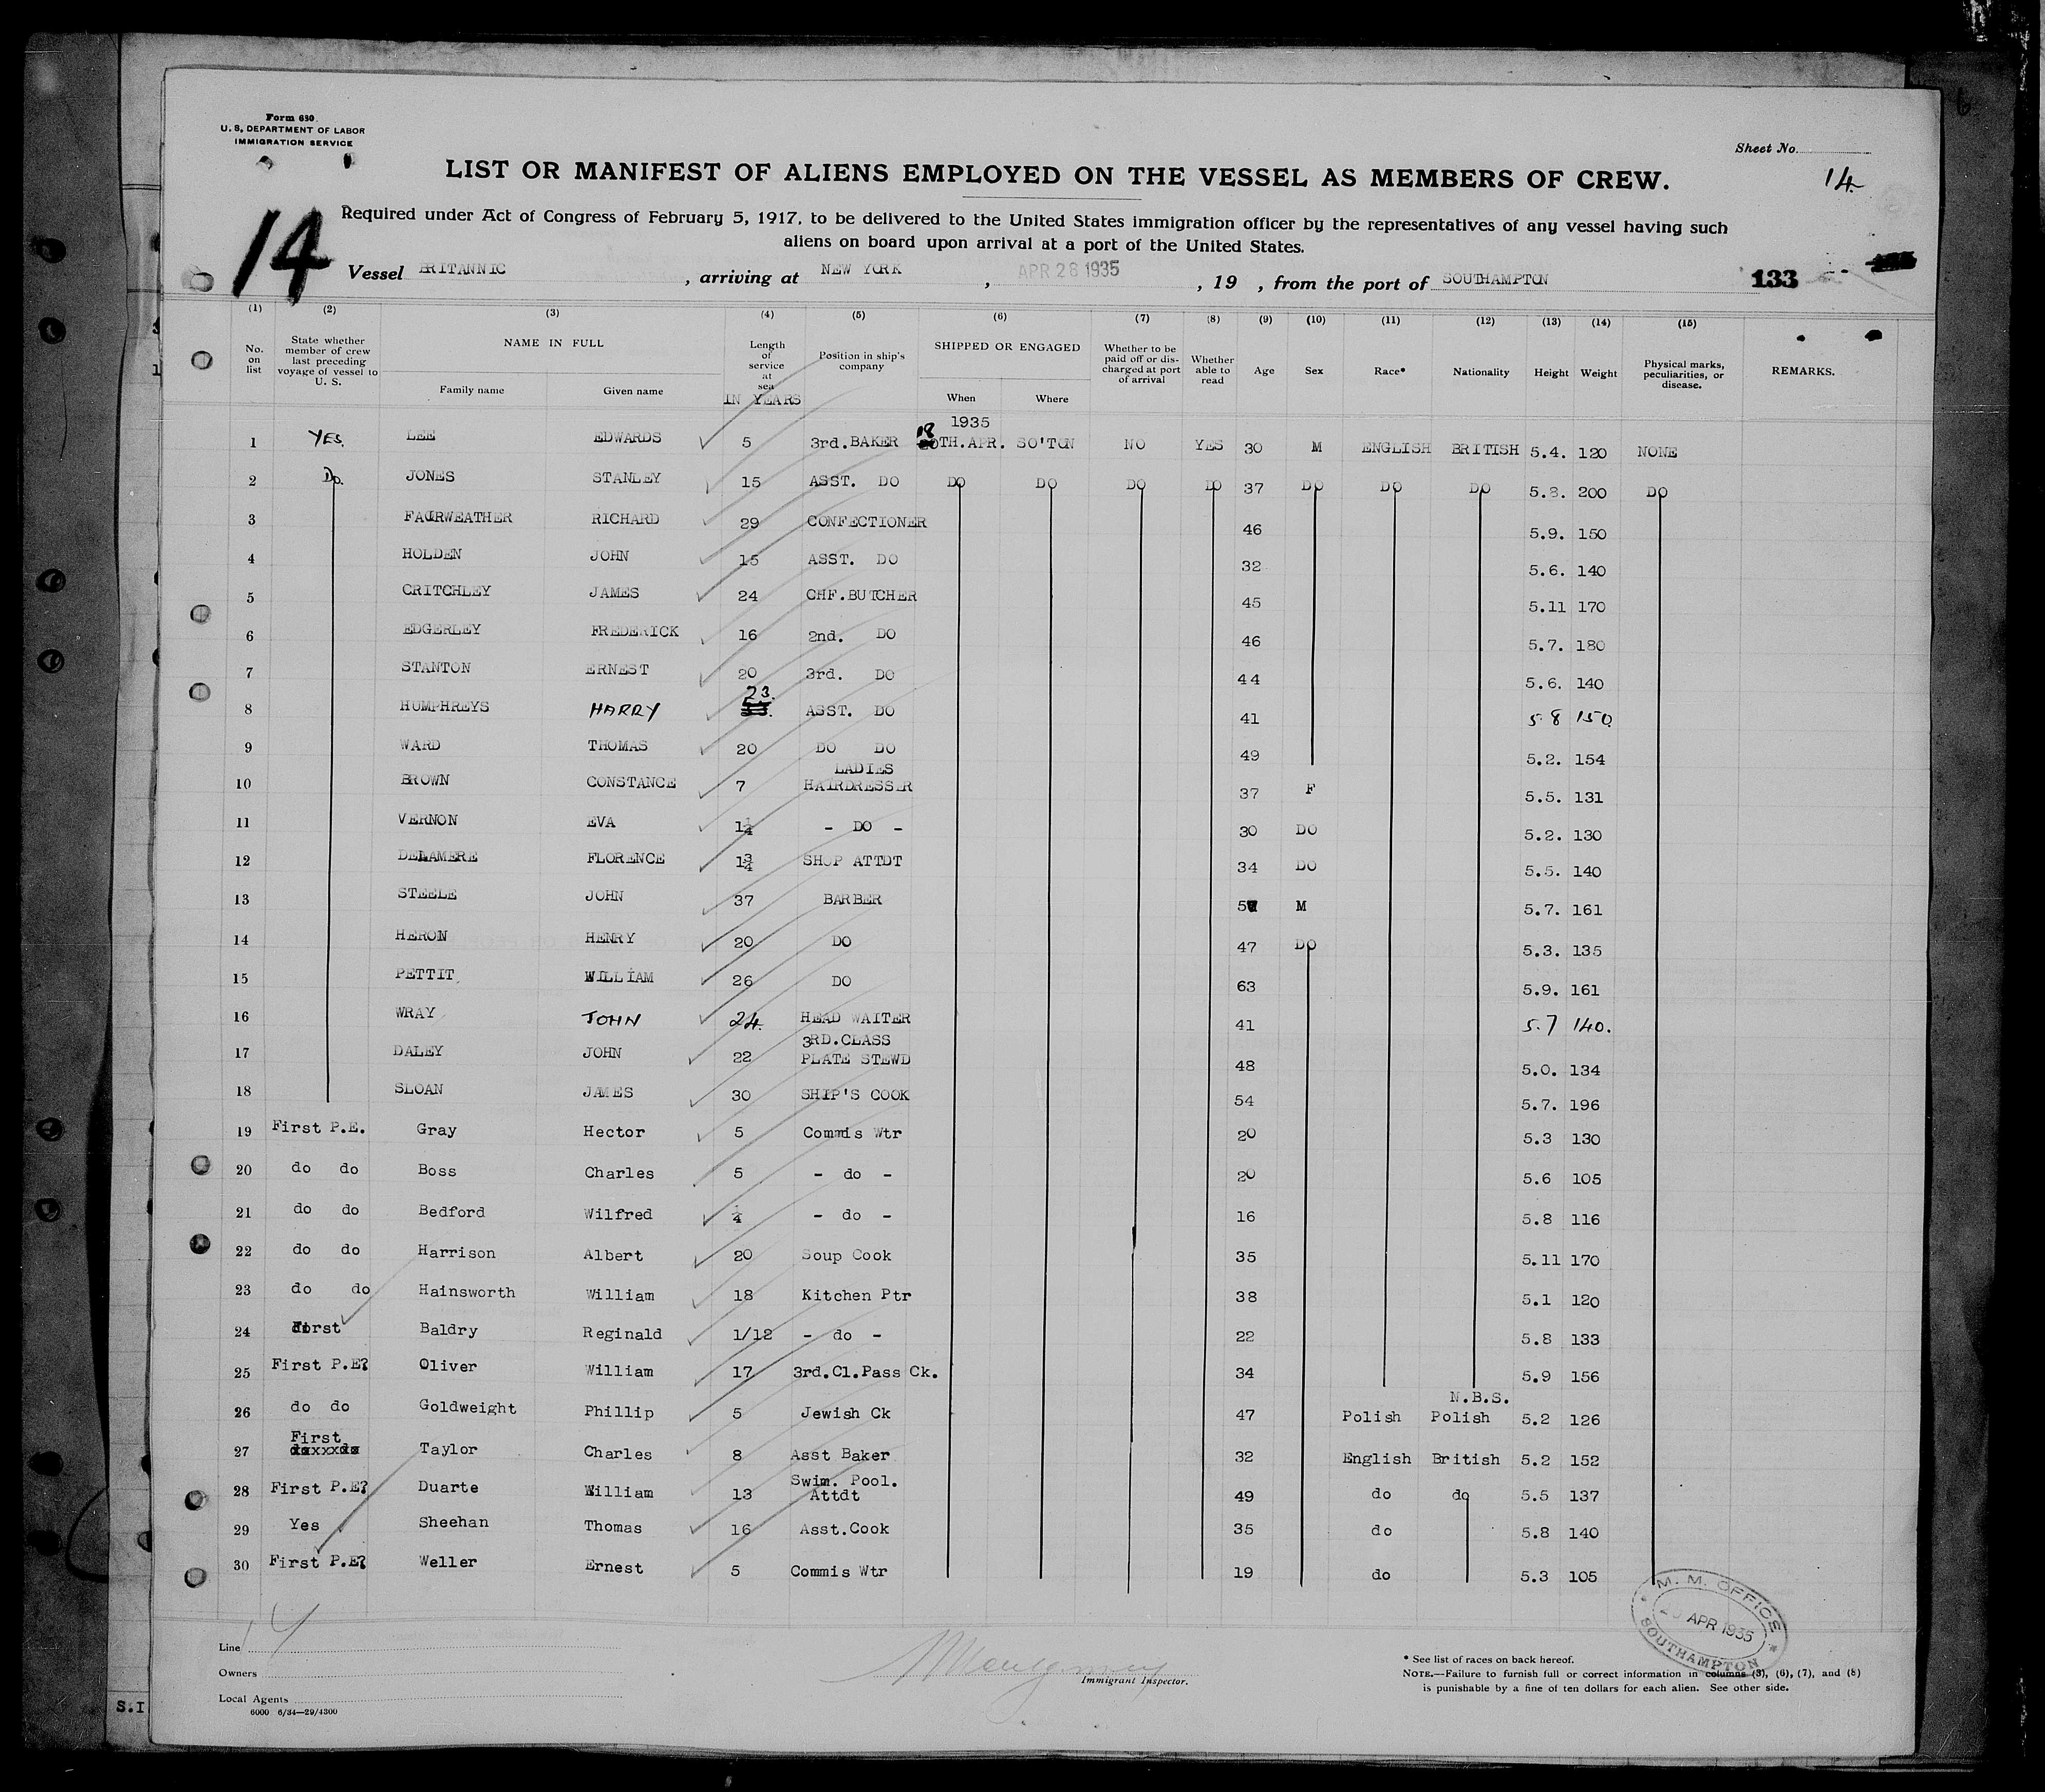 Form 680
U. S. DEPARTMENT OF LABOR
IMMIGRATION SERVICE
Sheet No.
14
LIST OR MANIFEST OF ALIENS EMPLOYED ON THE VESSEL AS MEMBERS OF CREW.
Required under Act of Congress of February 5, 1917, to be delivered to the United States immigration officer by the representatives of any vessel having such
aliens on board upon arrival at a port of the United States.
14
Vessel BRITANNIC , arriving at NEW YORK , APR 28 1935 , 19 , from the port of SOUTHAMPTON 133
(1) (2) (3) (4) (5) (6) (7) (8) (9) (10) (11) (12) (13) (14) (15)
No. on list State whether member of crew last preceding voyage of vessel to U. S. NAME IN FULL Family name Given name Length of service at sea IN YEARS Position in ship's company SHIPPED OR ENGAGED When Where Whether to be paid off or discharged at port of arrival Whether able to read Age Sex Race* Nationality Height Weight Physical marks, peculiarities, or disease. REMARKS.
1935
1 YES. LEE EDWARDS 5 3rd.BAKER 18TH.APR. SO'TON NO YES 30 M ENGLISH BRITISH 5.4. 120 NONE
2 Do. JONES STANLEY 15 ASST. DO DO DO DO DO 37 DO DO DO 5.8. 200 DO
3 FAIRWEATHER RICHARD 29 CONFECTIONER 46 5.9. 150
4 HOLDEN JOHN 15 ASST. DO 32 5.6. 140
5 CRITCHLEY JAMES 24 CHF.BUTCHER 45 5.11 170
6 EDGERLEY FREDERICK 16 2nd. DO 46 5.7. 180
7 STANTON ERNEST 20 3rd. DO 44 5.6. 140
8 HUMPHREYS HARRY 23. ASST. DO 41 5 8 150
9 WARD THOMAS 20 DO DO 49 5.2. 154
10 BROWN CONSTANCE 7 LADIES HAIRDRESSER 37 F 5.5. 131
11 VERNON EVA 1¼ - DO - 30 DO 5.2. 130
12 DELAMERE FLORENCE 1¾ SHOP ATTDT 34 DO 5.5. 140
13 STEELE JOHN 37 BARBER M 5.7. 161
14 HERON HENRY 20 DO 47 DO 5.3. 135
15 PETTIT WILLIAM 26 DO 63 5.9. 161
16 WRAY JOHN 24. HEAD WAITER 41 5.7 140.
17 DALEY JOHN 22 3RD.CLASS PLATE STEWD 48 5.0. 134
18 SLOAN JAMES 30 SHIP'S COOK 54 5.7. 196
19 First P.E. Gray Hector 5 Commis Wtr 20 5.3 130
20 do do Boss Charles 5 - do - 20 5.6 105
21 do do Bedford Wilfred ¼ - do - 16 5.8 116
22 do do Harrison Albert 20 Soup Cook 35 5.11 170
23 do do Hainsworth William 18 Kitchen Ptr 38 5.1 120
24 First Baldry Reginald 1/12 - do - 22 5.8 133
25 First P.E? Oliver William 17 3rd.Cl.Pass Ck. 34 5.9 156
N.B.S.
26 do do Goldweight Phillip 5 Jewish Ck 47 Polish Polish 5.2 126
27 First Taylor Charles 8 Asst Baker 32 English British 5.2 152
28 First P.E? Duarte William 13 Swim. Pool. Attdt 49 do do 5.5 137
29 Yes Sheehan Thomas 16 Asst.Cook 35 do 5.8 140
30 First P.E? Weller Ernest 5 Commis Wtr 19 do 5.3 105
M. M. OFFICE
APR 1935
SOUTHAMPTON
14
Line
Owners
Local Agents
6000 6/34—29/4300
Montgomery
Immigrant Inspector.
* See list of races on back hereof.
NOTE.—Failure to furnish full or correct information in columns (3), (6), (7), and (8)
is punishable by a fine of ten dollars for each alien. See other side.
S.I